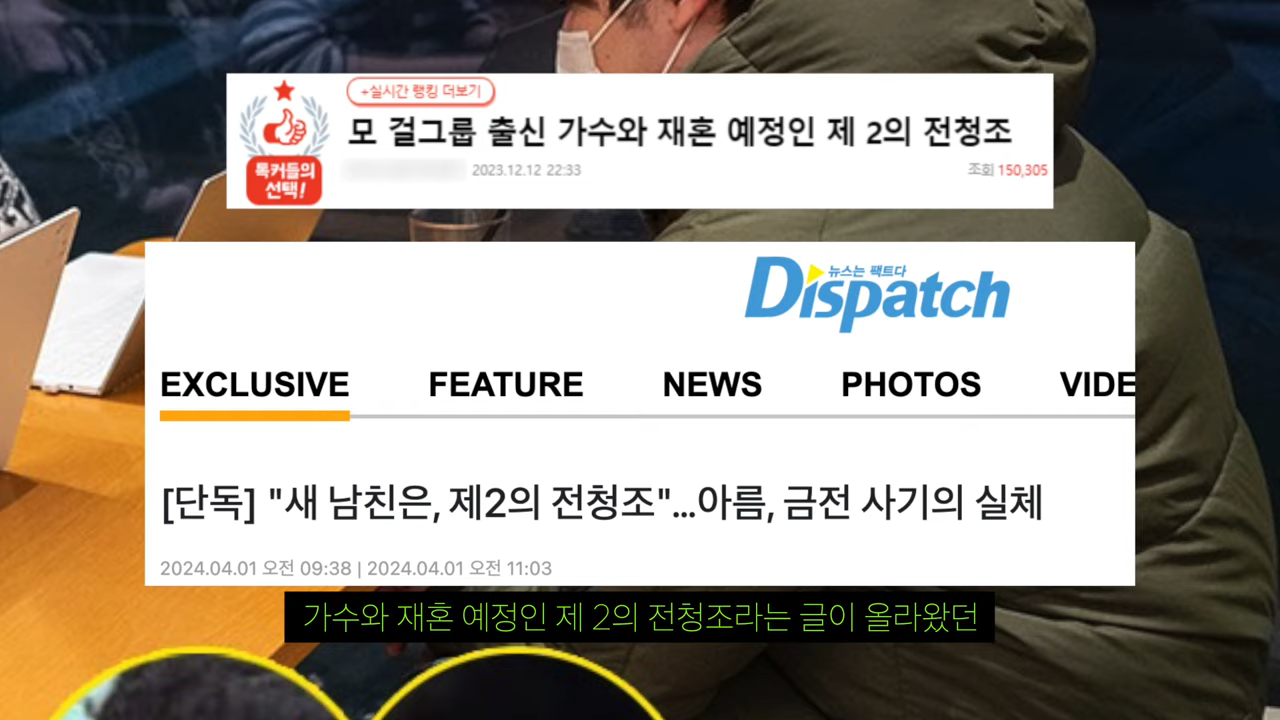 +실시간 랭킹 더보기
모 걸그룹 출신 가수와 재혼 예정인 제 2의 전청조
톡커들의
선택!
2023.12.12 22:33
조회 150,305
뉴스는 팩트다
Dispatch
EXCLUSIVE FEATURE NEWS PHOTOS VIDE
[단독] "새 남친은, 제2의 전청조"...아름, 금전 사기의 실체
2024.04.01 오전 09:38 | 2024.04.01 오전 11:03
가수와 재혼 예정인 제 2의 전청조라는 글이 올라왔던